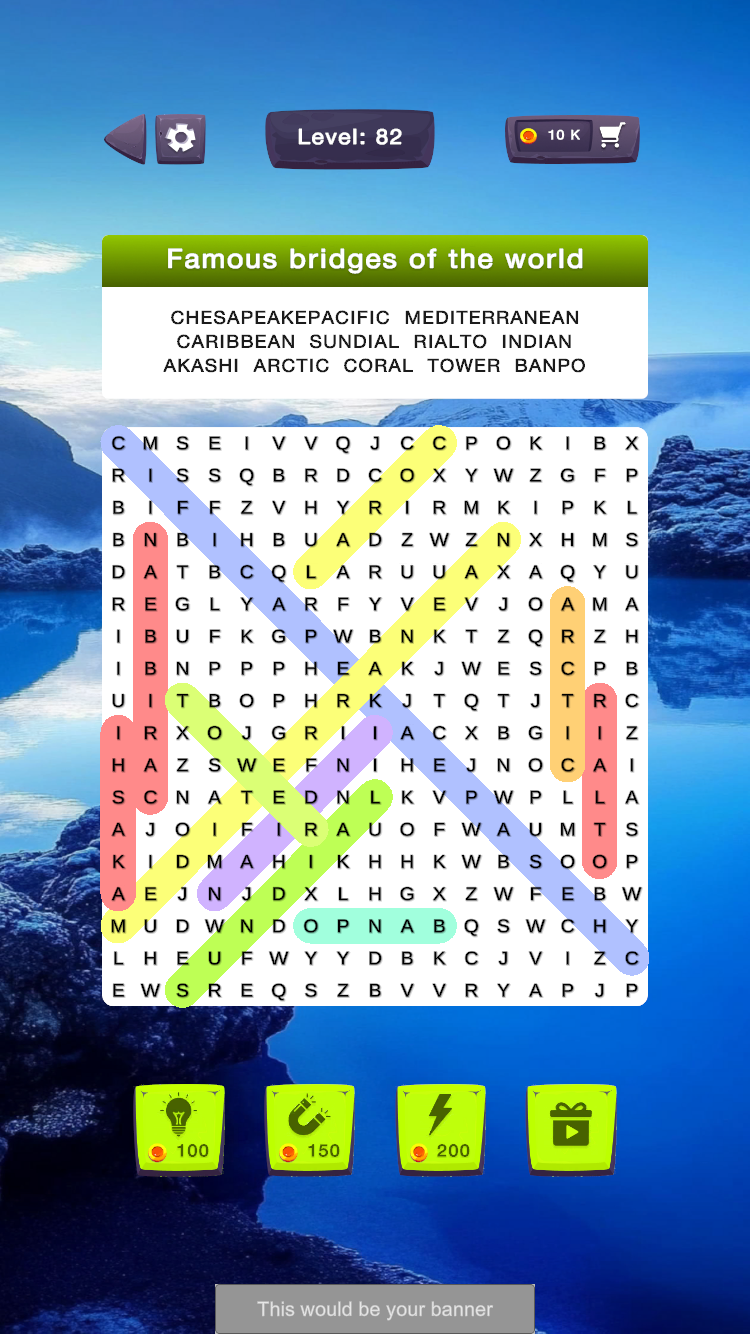 Level: 82
10 K
Famous bridges of the world
CHESAPEAKEPACIFIC MEDITERRANEAN
CARIBBEAN SUNDIAL RIALTO INDIAN
AKASHI ARCTIC CORAL TOWER BANPO
C M S E I V V Q J C C P O K I B X
R I S S Q B R D C O X Y W Z G F P
B I F F Z V H Y R I R M K I P K L
B N B I H B U A D Z W Z N X H M S
D A T B C Q L A R U U A X A Q Y U
R E G L Y A R F Y V E V J O A M A
I B U F K G P W B N K T Z Q R Z H
I B N P P P H E A K J W E S C P B
U I T B O P H R K J T Q T J T R C
I R X O J G R I I A C X B G I I Z
H A Z S W E F N I H E J N O C A I
S C N A T E D N L K V P W P L L A
A J O I F I R A U O F W A U M T S
K I D M A H I K H H K W B S O O P
A E J N J D X L H G X Z W F E B W
M U D W N D O P N A B Q S W C H Y
L H E U F W Y Y D B K C J V I Z C
E W S R E Q S Z B V V R Y A P J P
100 150 200
This would be your banner